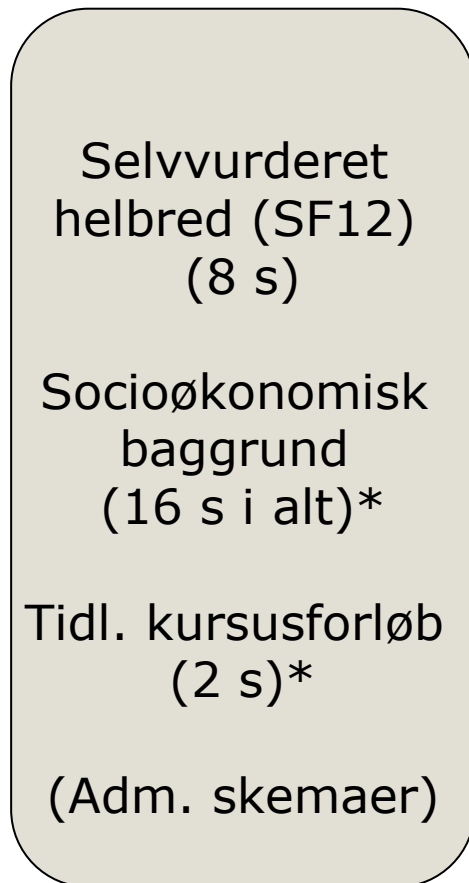 Selvvurderet
helbred (SF12)
(8 s)
Socioøkonomisk
baggrund
(16 s i alt)*
Tidl. kursusforløb
(2 s)*
(Adm. skemaer)